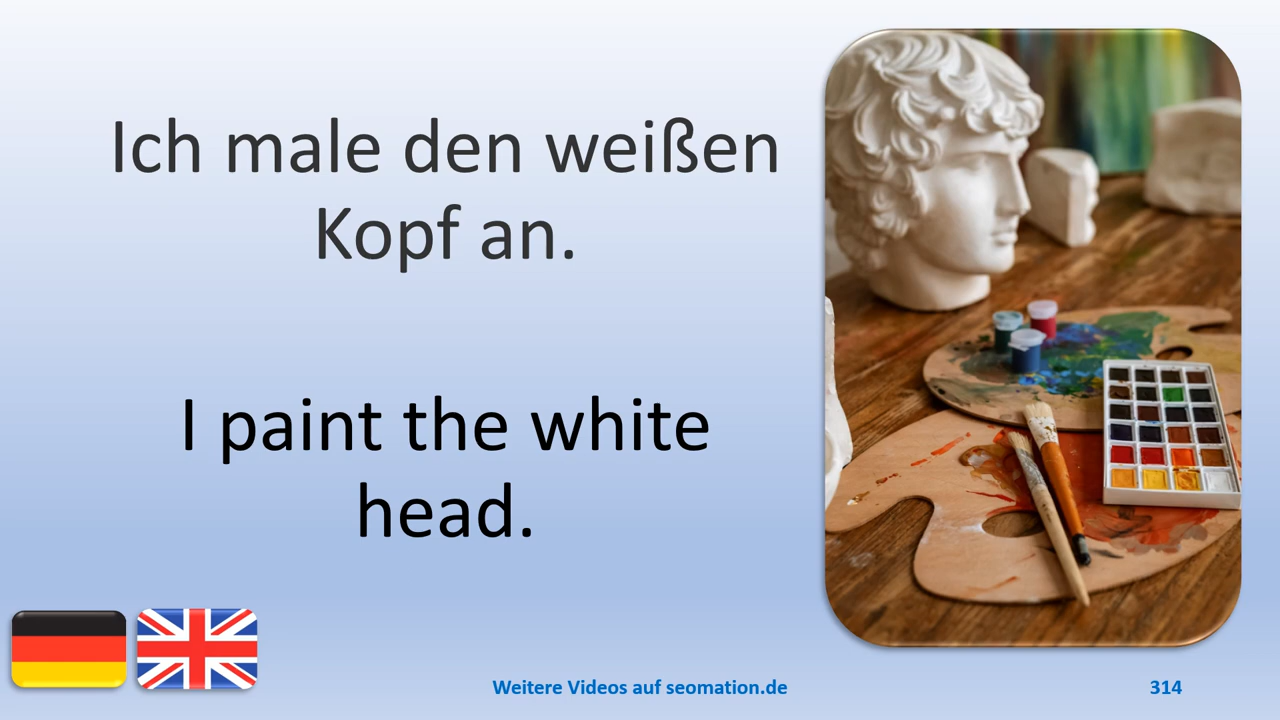 Ich male den weißen
Kopf an.
I paint the white
head.
Weitere Videos auf seomation.de
314